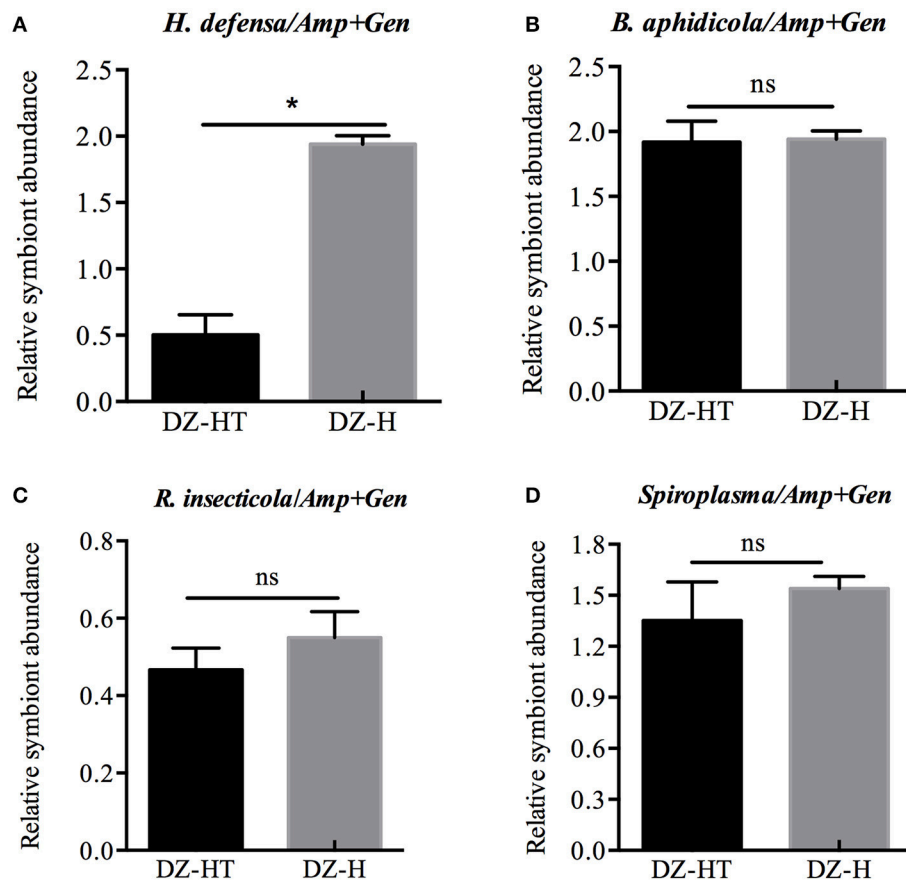 A
H. defensa/Amp+Gen
Relative symbiont abundance
2.5
2.0
1.5
1.0
0.5
0.0
*
DZ-HT DZ-H
B
B. aphidicola/Amp+Gen
Relative symbiont abundance
2.5
2.0
1.5
1.0
0.5
0.0
ns
DZ-HT DZ-H
C
R. insecticola/Amp+Gen
Relative symbiont abundance
0.8
0.6
0.4
0.2
0.0
ns
DZ-HT DZ-H
D
Spiroplasma/Amp+Gen
Relative symbiont abundance
1.8
1.5
1.2
0.9
0.6
0.3
0.0
ns
DZ-HT DZ-H